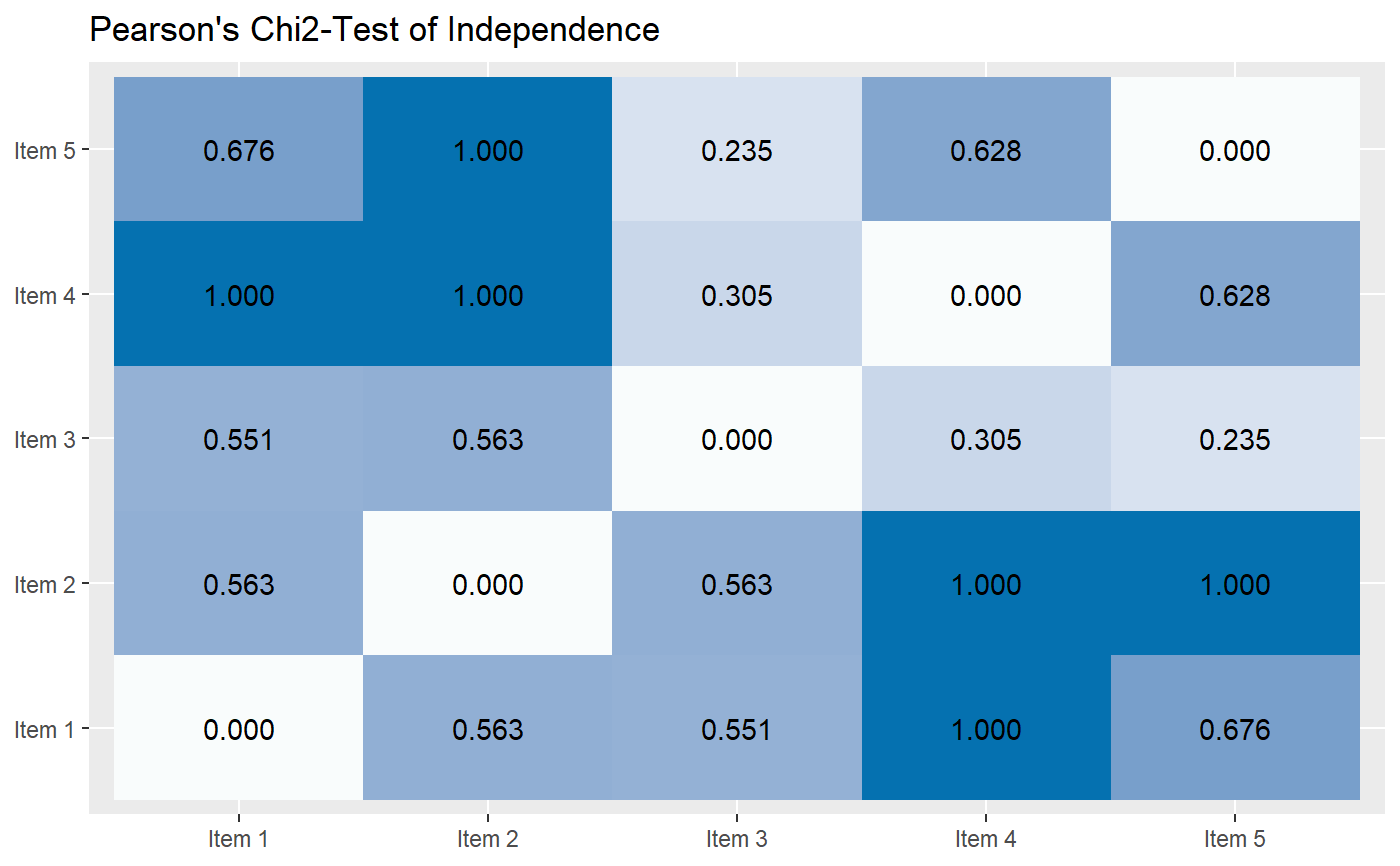 Pearson's Chi2-Test of Independence
Item 5 0.676 1.000 0.235 0.628 0.000
Item 4 1.000 1.000 0.305 0.000 0.628
Item 3 0.551 0.563 0.000 0.305 0.235
Item 2 0.563 0.000 0.563 1.000 1.000
Item 1 0.000 0.563 0.551 1.000 0.676
Item 1 Item 2 Item 3 Item 4 Item 5